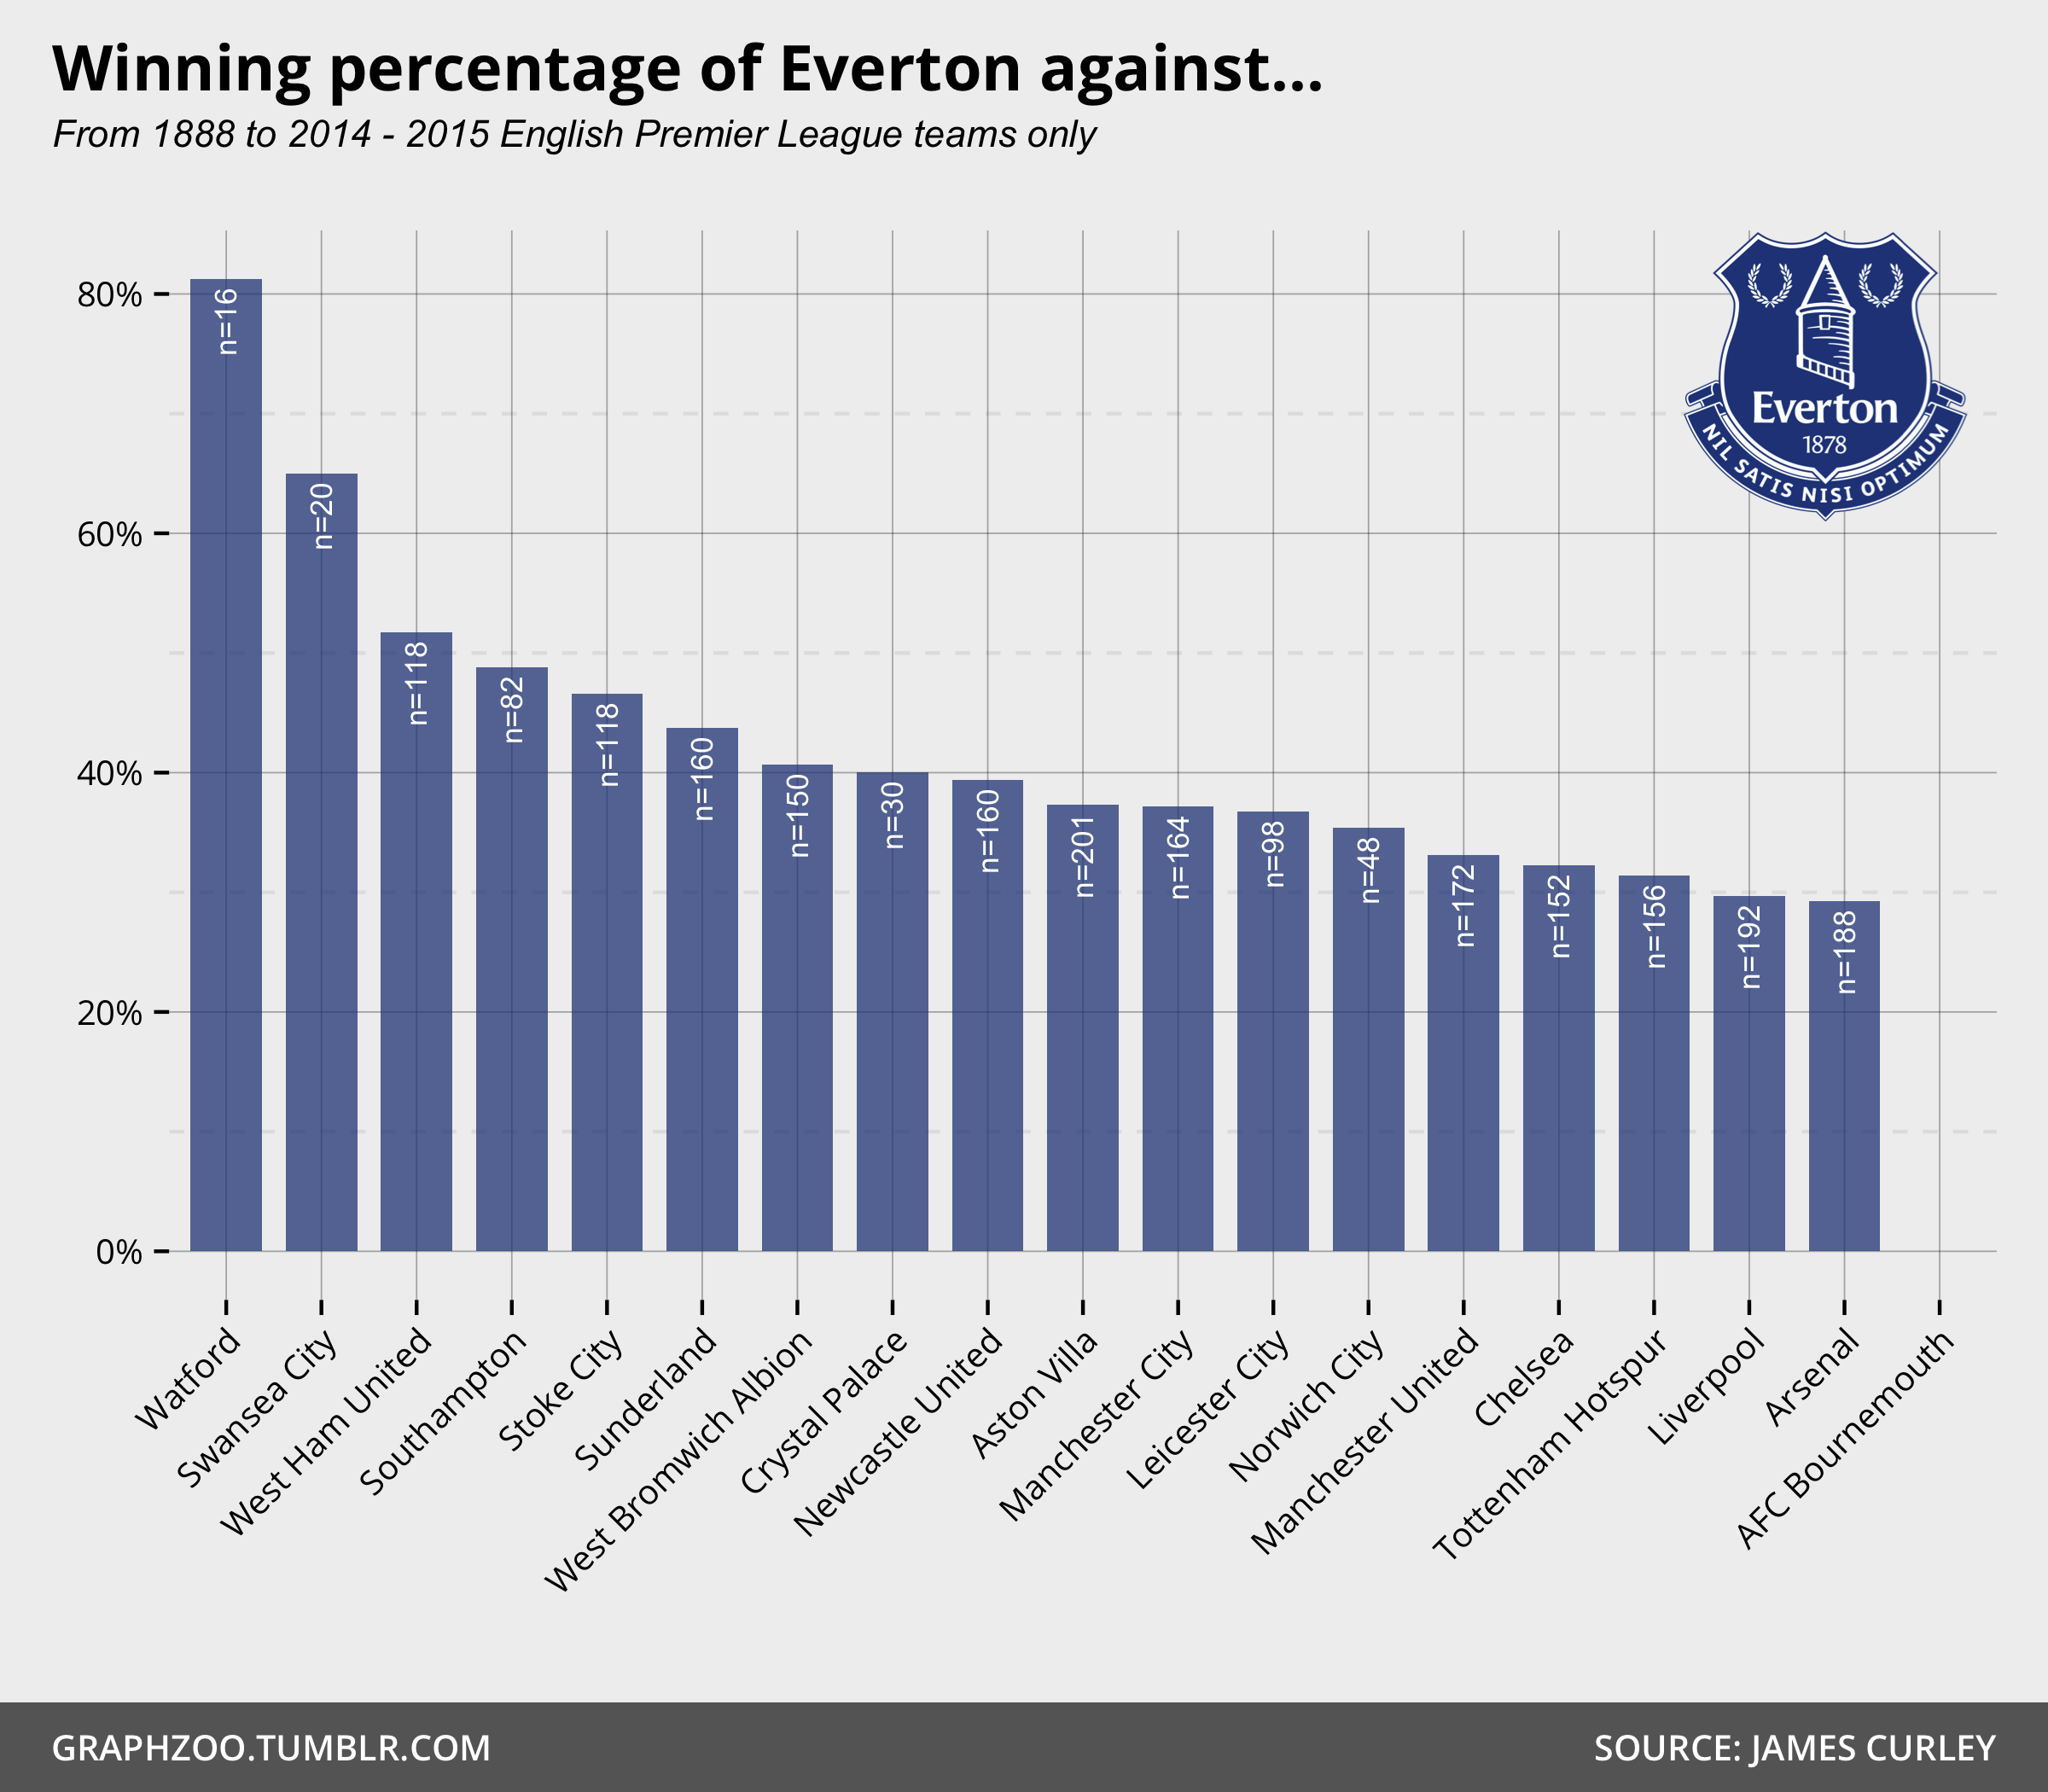 Winning percentage of Everton against...
From 1888 to 2014 - 2015 English Premier League teams only
80%
60%
40%
20%
0%
n=16
n=20
n=118
n=82
n=118
n=160
n=150
n=30
n=160
n=201
n=164
n=98
n=48
n=172
n=152
n=156
n=192
n=188
Everton
1878
NIL SATIS NISI OPTIMUM
Watford
Swansea City
West Ham United
Southampton
Stoke City
Sunderland
West Bromwich Albion
Crystal Palace
Newcastle United
Aston Villa
Manchester City
Leicester City
Norwich City
Manchester United
Chelsea
Tottenham Hotspur
Liverpool
Arsenal
AFC Bournemouth
GRAPHZOO.TUMBLR.COM
SOURCE: JAMES CURLEY